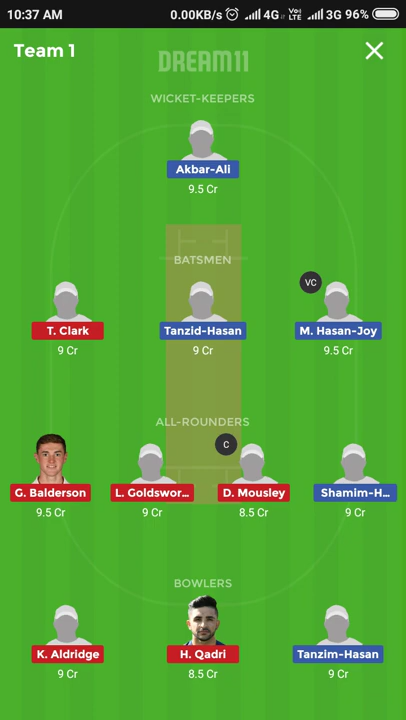 10:37 AM 0.00KB/s 4G VoLTE 3G 96%
Team 1
DREAM11
WICKET-KEEPERS
Akbar-Ali
9.5 Cr
BATSMEN
VC
T. Clark Tanzid-Hasan M. Hasan-Joy
9 Cr 9 Cr 9.5 Cr
ALL-ROUNDERS
C
G. Balderson L. Goldswor... D. Mousley Shamim-H...
9.5 Cr 9 Cr 8.5 Cr 9 Cr
BOWLERS
K. Aldridge H. Qadri Tanzim-Hasan
9 Cr 8.5 Cr 9 Cr